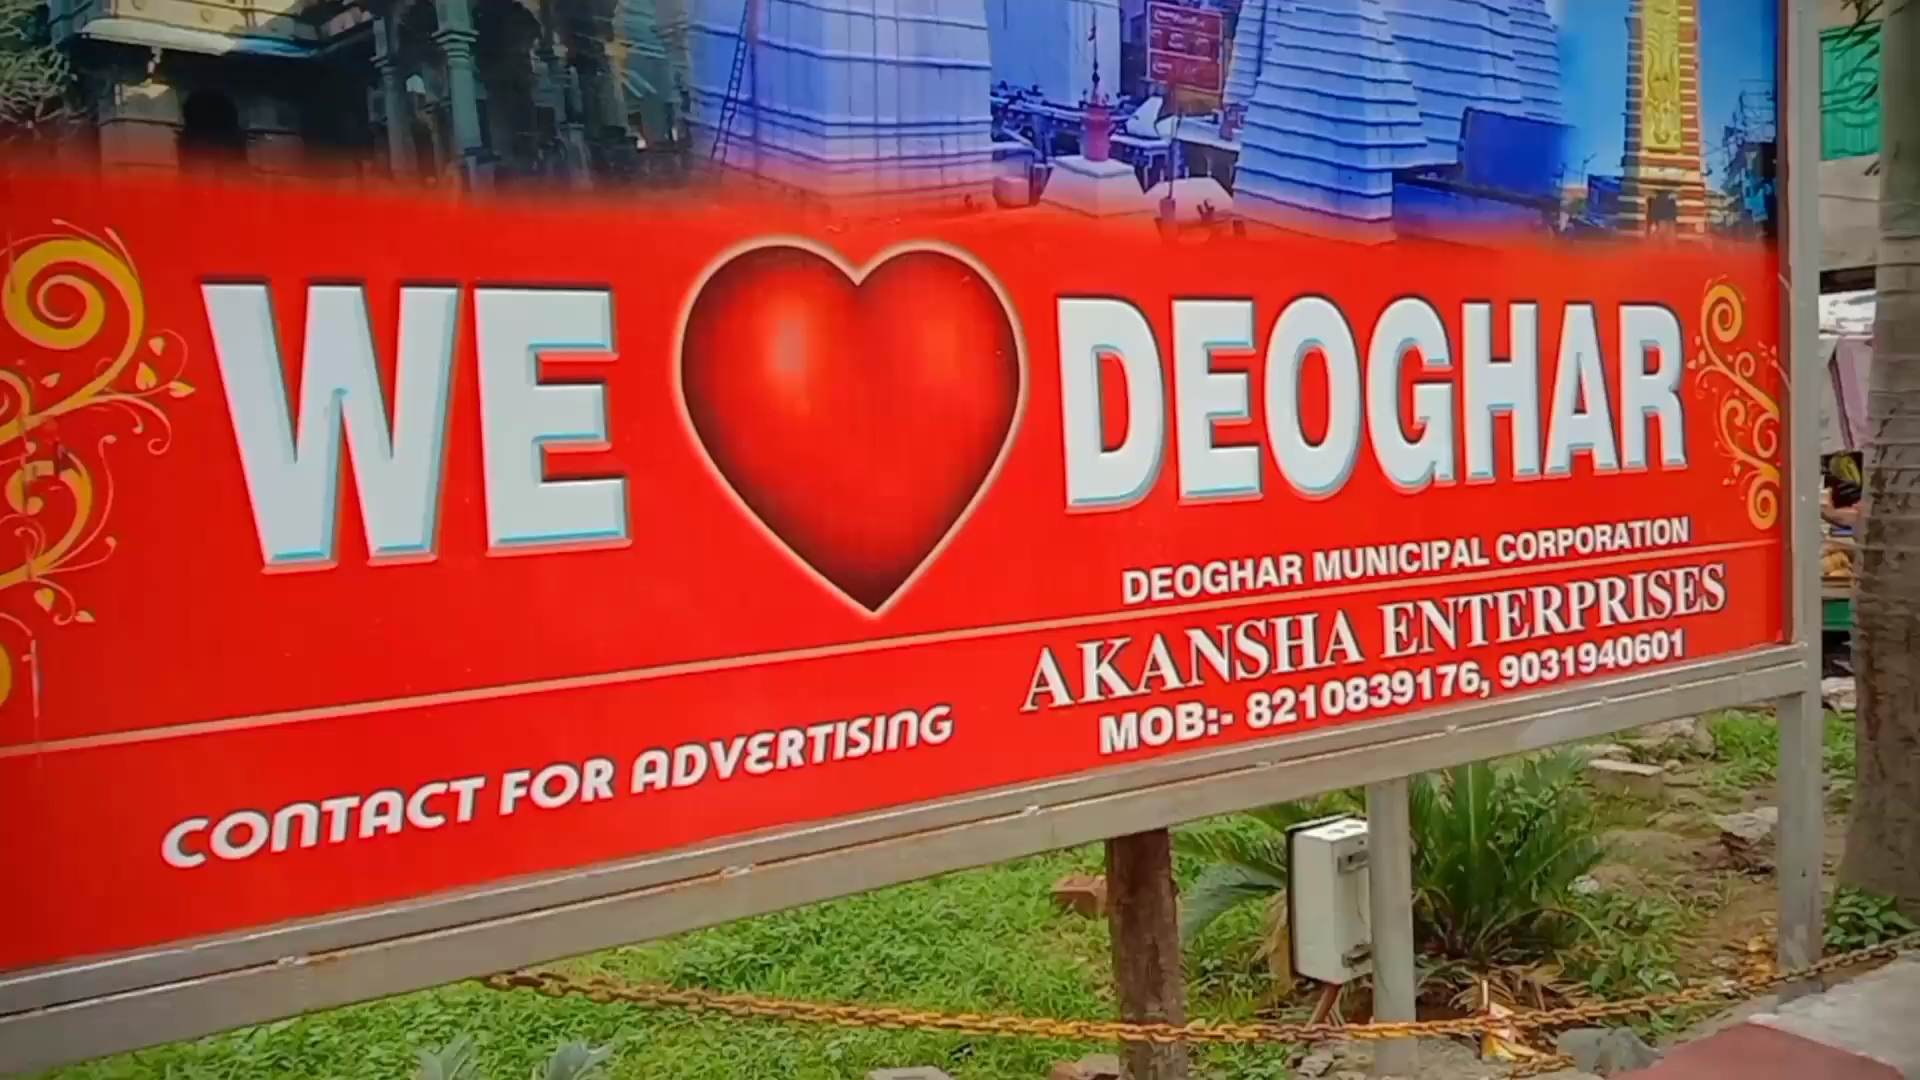 WE DEOGHAR
DEOGHAR MUNICIPAL CORPORATION
CONTACT FOR ADVERTISING
AKANSHA ENTERPRISES
MOB:- 8210839176, 9031940601